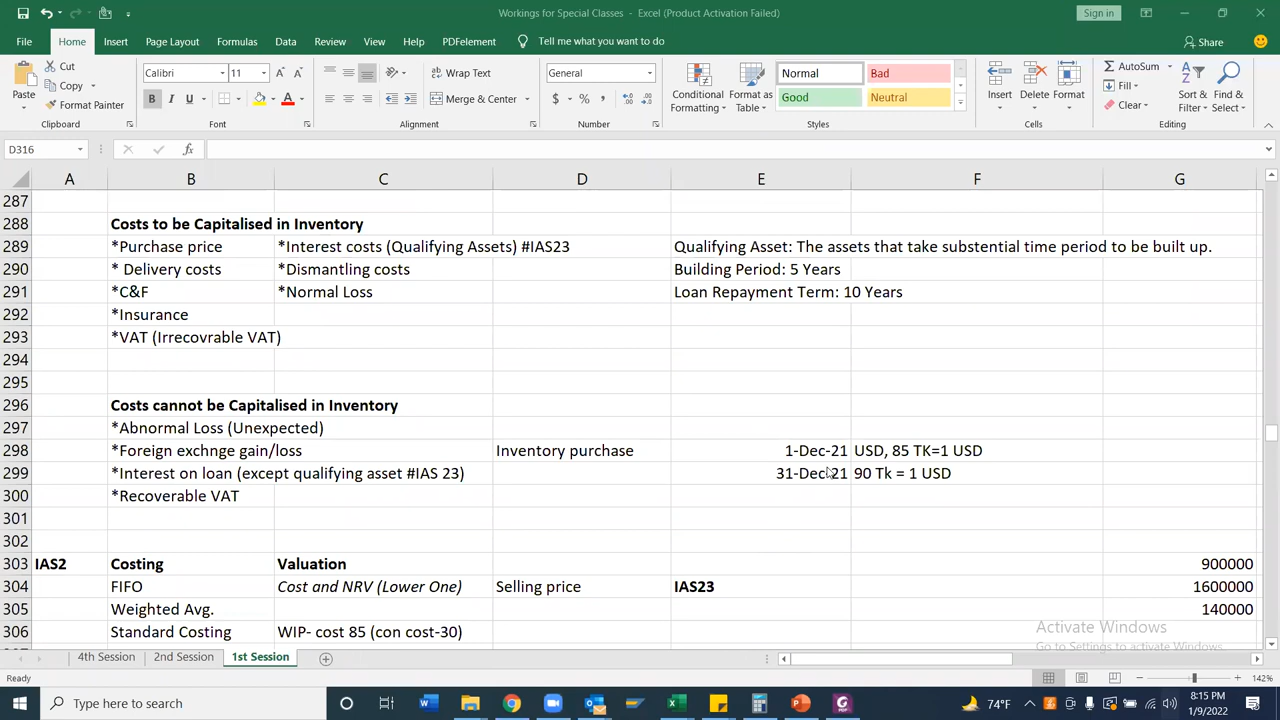 Workings for Special Classes - Excel (Product Activation Failed)
Sign in
File Home Insert Page Layout Formulas Data Review View Help PDFelement Tell me what you want to do Share
Paste Cut Copy Format Painter Calibri 11 Wrap Text Merge & Center General Conditional Formatting Format as Table Normal Bad Good Neutral Insert Delete Format AutoSum Fill Clear Sort & Filter Find & Select
Clipboard Font Alignment Number Styles Cells Editing
D316 fx
A B C D E F G
287
288 Costs to be Capitalised in Inventory
289 *Purchase price *Interest costs (Qualifying Assets) #IAS23 Qualifying Asset: The assets that take substential time period to be built up.
290 * Delivery costs *Dismantling costs Building Period: 5 Years
291 *C&F *Normal Loss Loan Repayment Term: 10 Years
292 *Insurance
293 *VAT (Irrecovrable VAT)
294
295
296 Costs cannot be Capitalised in Inventory
297 *Abnormal Loss (Unexpected)
298 *Foreign exchnge gain/loss Inventory purchase 1-Dec-21 USD, 85 TK=1 USD
299 *Interest on loan (except qualifying asset #IAS 23) 31-Dec-21 90 Tk = 1 USD
300 *Recoverable VAT
301
302
303 IAS2 Costing Valuation 900000
304 FIFO Cost and NRV (Lower One) Selling price IAS23 1600000
305 Weighted Avg. 140000
306 Standard Costing WIP- cost 85 (con cost-30)
Activate Windows
Go to Settings to activate Windows.
4th Session 2nd Session 1st Session
Ready 142%
Type here to search 74°F 8:15 PM
1/9/2022